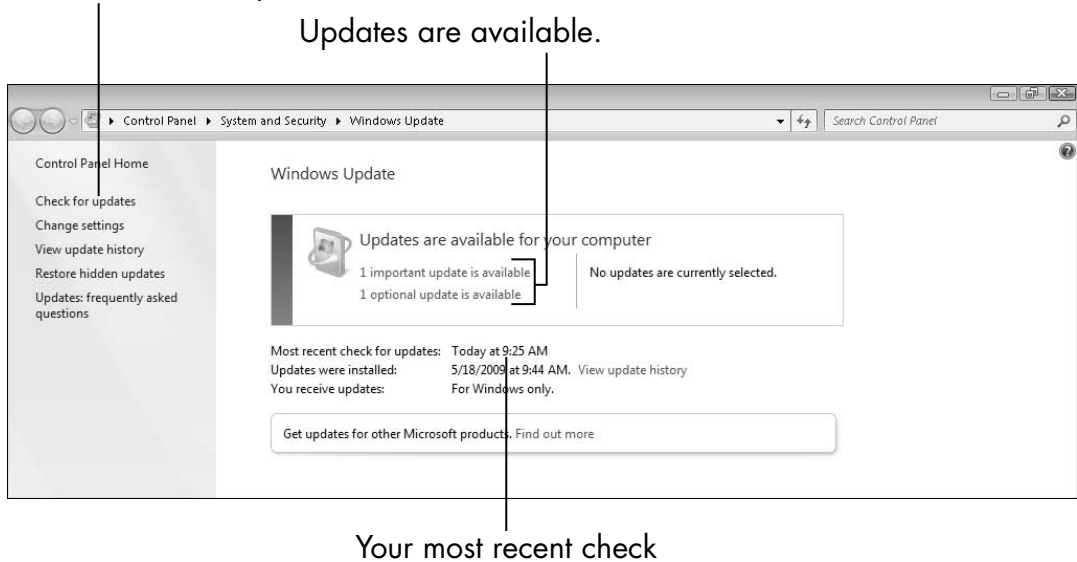 Updates are available.
Control Panel ▸ System and Security ▸ Windows Update
Search Control Panel
Control Panel Home
Check for updates
Change settings
View update history
Restore hidden updates
Updates: frequently asked
questions
Windows Update
Updates are available for your computer
1 important update is available
1 optional update is available
No updates are currently selected.
Most recent check for updates: Today at 9:25 AM
Updates were installed: 5/18/2009 at 9:44 AM. View update history
You receive updates: For Windows only.
Get updates for other Microsoft products. Find out more
Your most recent check